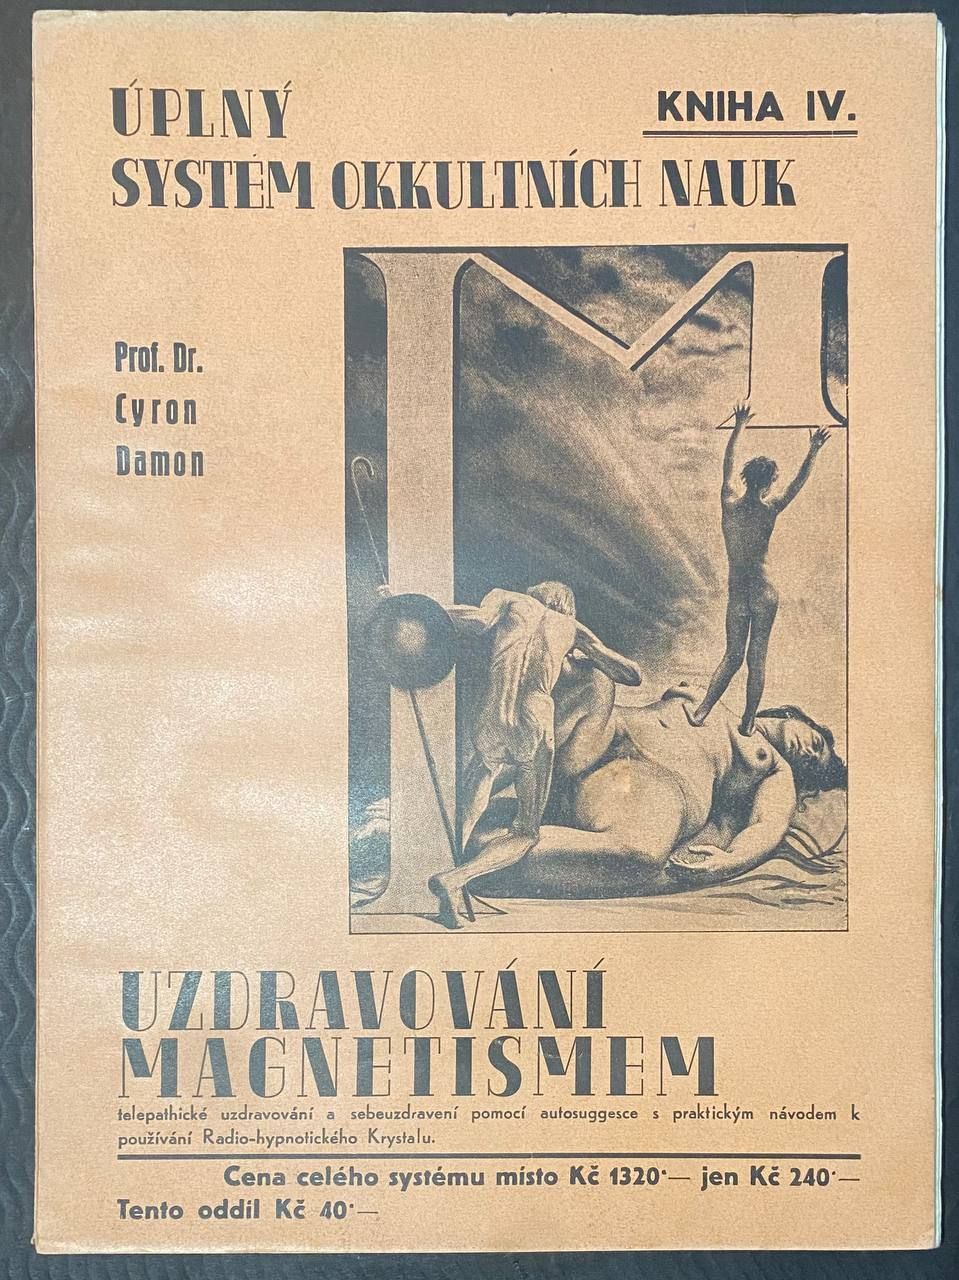 ÚPLNÝ
KNIHA IV.
SYSTÉM OKKULTNÍCH NAUK
Prof. Dr.
Cyron
Damon
UZDRAVOVÁNÍ
MAGNETISMEM
telepathické uzdravování a sebeuzdravení pomocí autosuggesce s praktickým návodem k
používání Radio-hypnotického Krystalu.
Cena celého systému místo Kč 1320·— jen Kč 240·—
Tento oddíl Kč 40·—